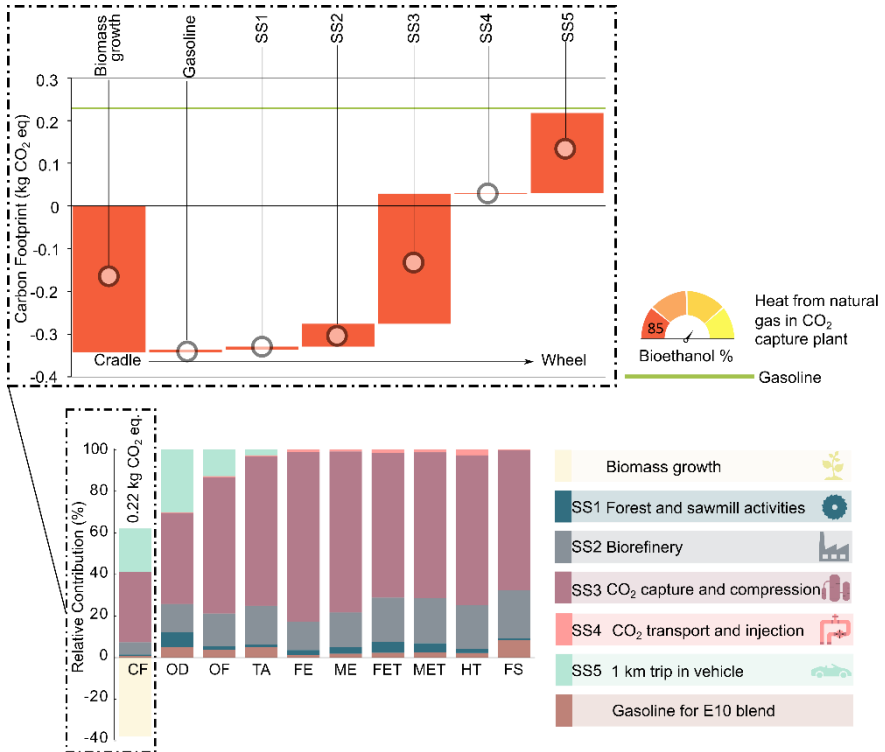 Biomass
growth
Gasoline
SS1
SS2
SS3
SS4
SS5
Carbon Footprint (kg CO2 eq)
0.3
0.2
0.1
0
-0.1
-0.2
-0.3
-0.4
Cradle
Wheel
85
Bioethanol %
Heat from natural
gas in CO2
capture plant
Gasoline
0.22 kg CO2 eq.
Relative Contribution (%)
100
80
60
40
20
0
-20
-40
CF OD OF TA FE ME FET MET HT FS
Biomass growth
SS1 Forest and sawmill activities
SS2 Biorefinery
SS3 CO2 capture and compression
SS4 CO2 transport and injection
SS5 1 km trip in vehicle
Gasoline for E10 blend